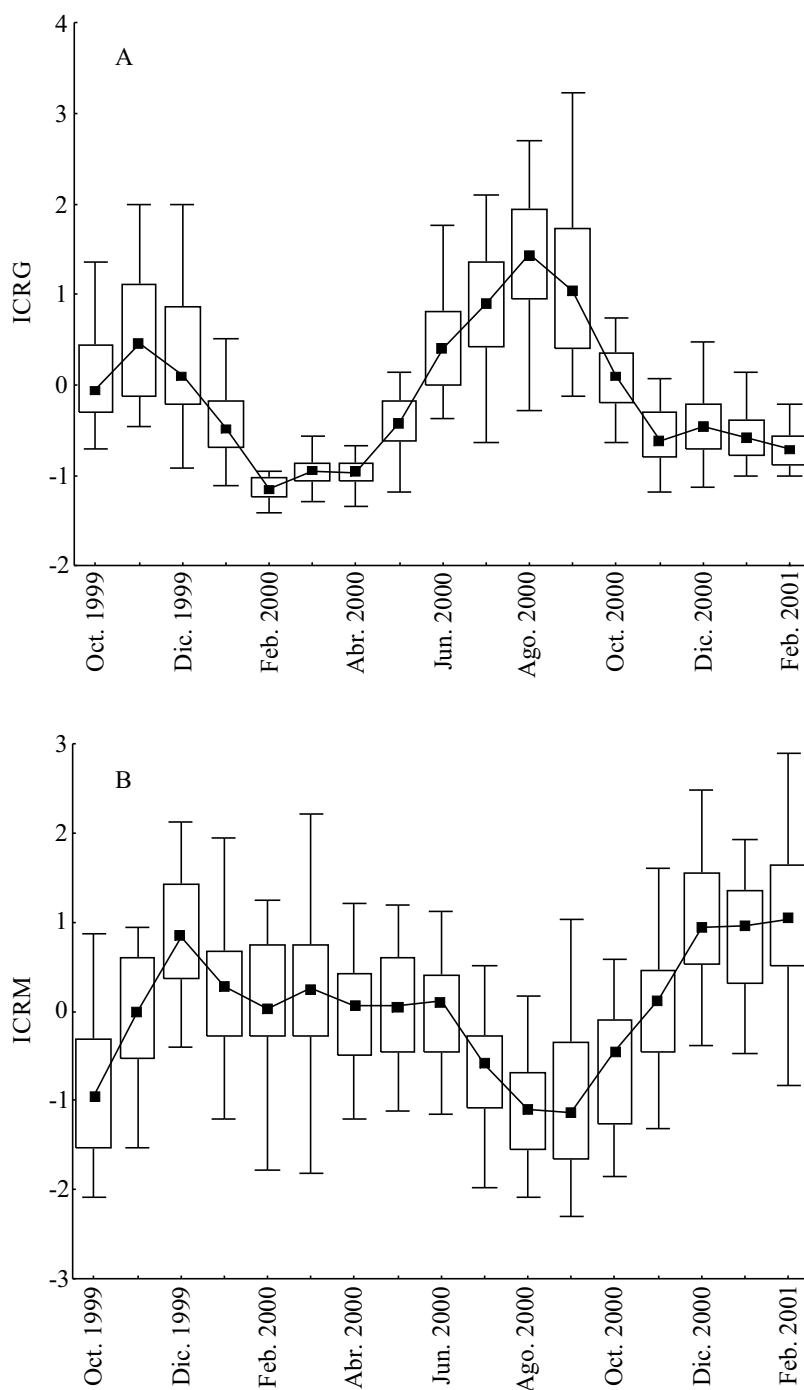 4
A
3
2
ICRG
1
0
-1
-2
Oct. 1999
Dic. 1999
Feb. 2000
Abr. 2000
Jun. 2000
Ago. 2000
Oct. 2000
Dic. 2000
Feb. 2001
3
B
2
1
ICRM
0
-1
-2
-3
Oct. 1999
Dic. 1999
Feb. 2000
Abr. 2000
Jun. 2000
Ago. 2000
Oct. 2000
Dic. 2000
Feb. 2001